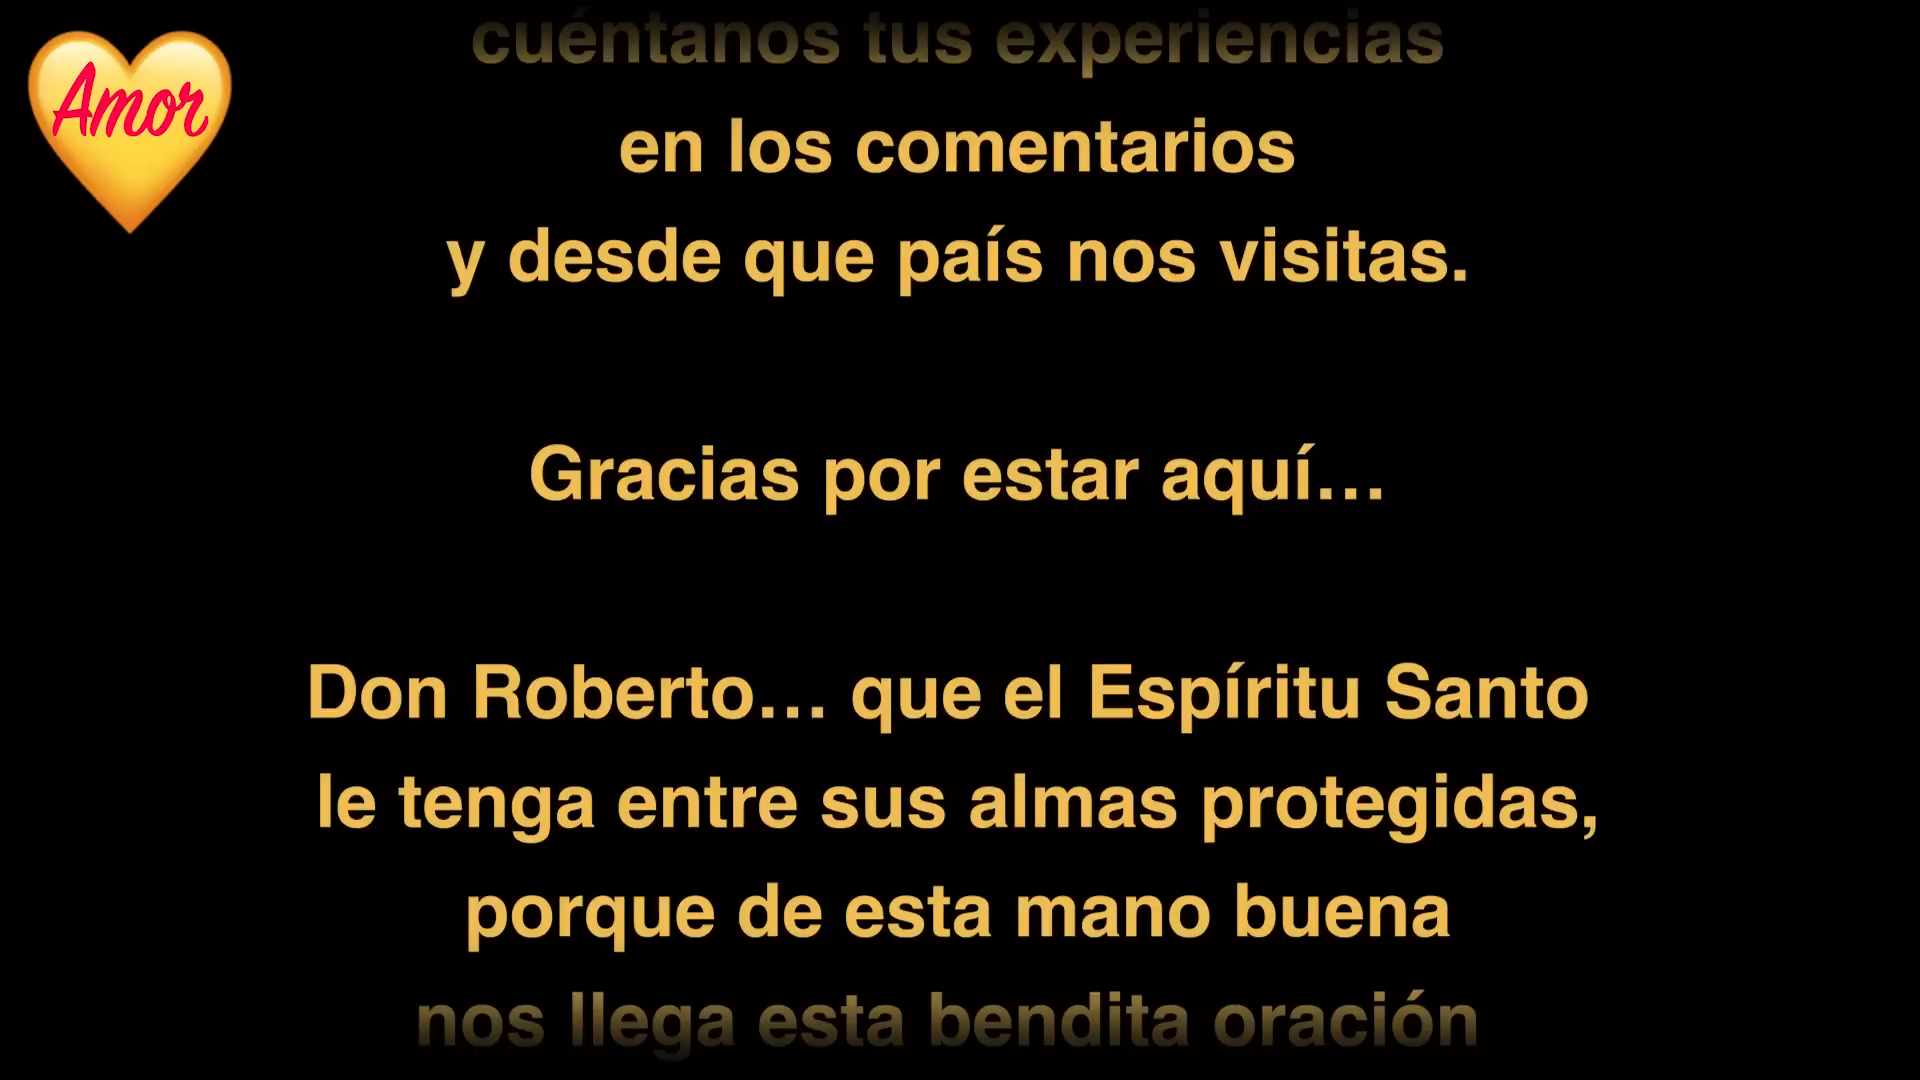 Amor
cuéntanos tus experiencias
en los comentarios
y desde que país nos visitas.
Gracias por estar aquí...
Don Roberto... que el Espíritu Santo
le tenga entre sus almas protegidas,
porque de esta mano buena
nos llega esta bendita oración